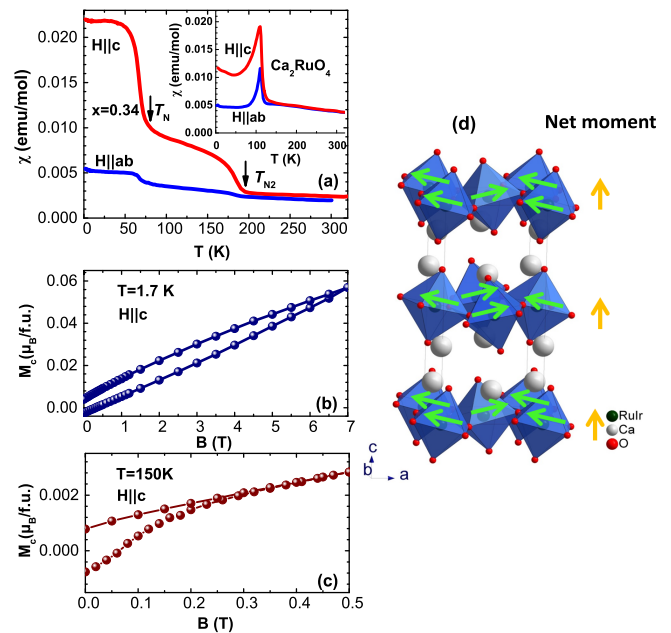 0.020
0.015
0.010
0.005
0.000
χ (emu/mol)
H||c
x=0.34
T_N
H||ab
T_N2
(a)
0 50 100 150 200 250 300
T (K)
0.020
0.015
0.010
0.005
0.000
χ (emu/mol)
H||c
Ca₂RuO₄
H||ab
0 100 200 300
T (K)
0.06
0.04
0.02
0.00
M_c(μ_B/f.u.)
T=1.7 K
H||c
(b)
0 1 2 3 4 5 6 7
B (T)
0.002
0.000
M_c(μ_B/f.u.)
T=150K
H||c
(c)
0.0 0.1 0.2 0.3 0.4 0.5
B (T)
(d)
Net moment
c
b
a
RuIr
Ca
O